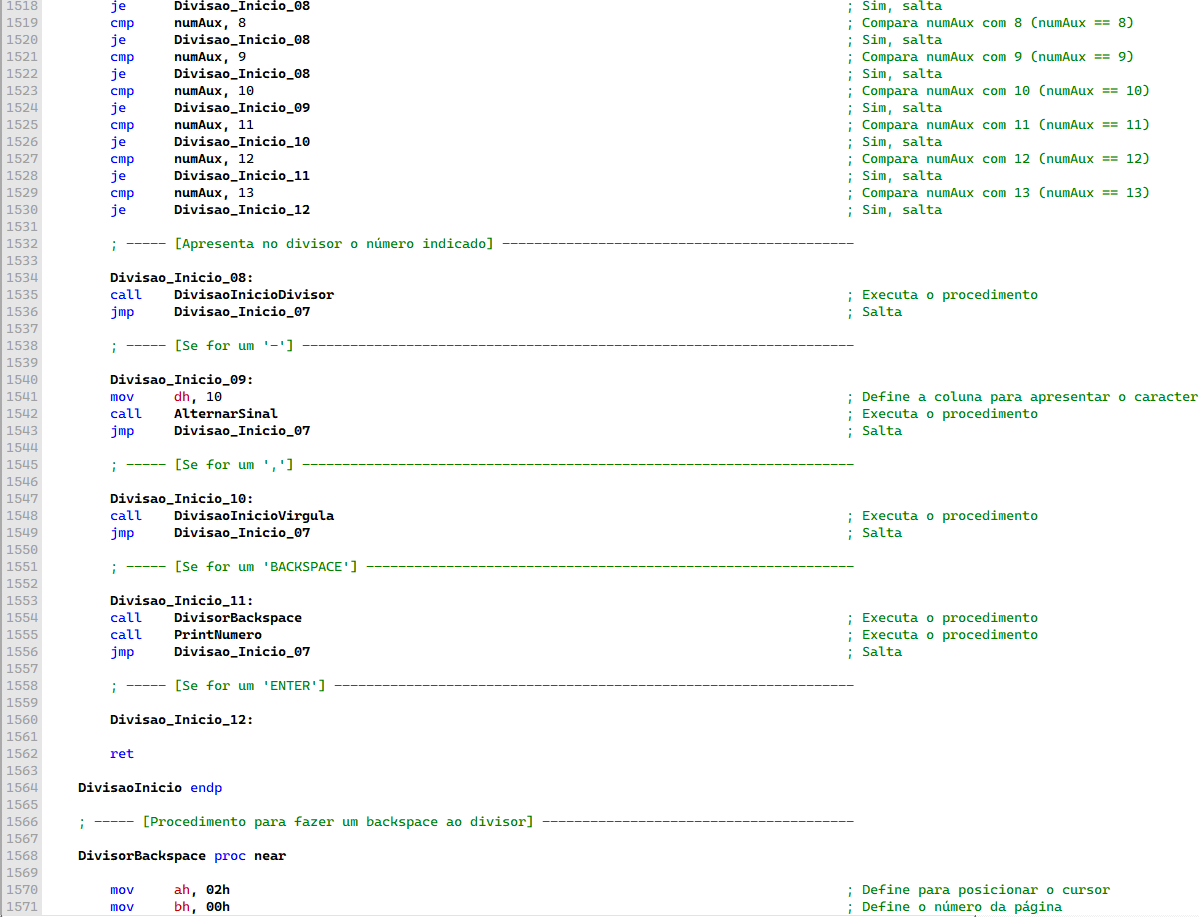 1518 je Divisao_Inicio_08 ; Sim, salta
1519 cmp numAux, 8 ; Compara numAux com 8 (numAux == 8)
1520 je Divisao_Inicio_08 ; Sim, salta
1521 cmp numAux, 9 ; Compara numAux com 9 (numAux == 9)
1522 je Divisao_Inicio_08 ; Sim, salta
1523 cmp numAux, 10 ; Compara numAux com 10 (numAux == 10)
1524 je Divisao_Inicio_09 ; Sim, salta
1525 cmp numAux, 11 ; Compara numAux com 11 (numAux == 11)
1526 je Divisao_Inicio_10 ; Sim, salta
1527 cmp numAux, 12 ; Compara numAux com 12 (numAux == 12)
1528 je Divisao_Inicio_11 ; Sim, salta
1529 cmp numAux, 13 ; Compara numAux com 13 (numAux == 13)
1530 je Divisao_Inicio_12 ; Sim, salta
1531
1532 ; ----- [Apresenta no divisor o número indicado] --------------------------------------------
1533
1534 Divisao_Inicio_08:
1535 call DivisaoInicioDivisor ; Executa o procedimento
1536 jmp Divisao_Inicio_07 ; Salta
1537
1538 ; ----- [Se for um '-'] ---------------------------------------------------------------------
1539
1540 Divisao_Inicio_09:
1541 mov dh, 10 ; Define a coluna para apresentar o caracter
1542 call AlternarSinal ; Executa o procedimento
1543 jmp Divisao_Inicio_07 ; Salta
1544
1545 ; ----- [Se for um ','] ---------------------------------------------------------------------
1546
1547 Divisao_Inicio_10:
1548 call DivisaoInicioVirgula ; Executa o procedimento
1549 jmp Divisao_Inicio_07 ; Salta
1550
1551 ; ----- [Se for um 'BACKSPACE'] -------------------------------------------------------------
1552
1553 Divisao_Inicio_11:
1554 call DivisorBackspace ; Executa o procedimento
1555 call PrintNumero ; Executa o procedimento
1556 jmp Divisao_Inicio_07 ; Salta
1557
1558 ; ----- [Se for um 'ENTER'] -----------------------------------------------------------------
1559
1560 Divisao_Inicio_12:
1561
1562 ret
1563
1564 DivisaoInicio endp
1565
1566 ; ----- [Procedimento para fazer um backspace ao divisor] ---------------------------------------
1567
1568 DivisorBackspace proc near
1569
1570 mov ah, 02h ; Define para posicionar o cursor
1571 mov bh, 00h ; Define o número da página